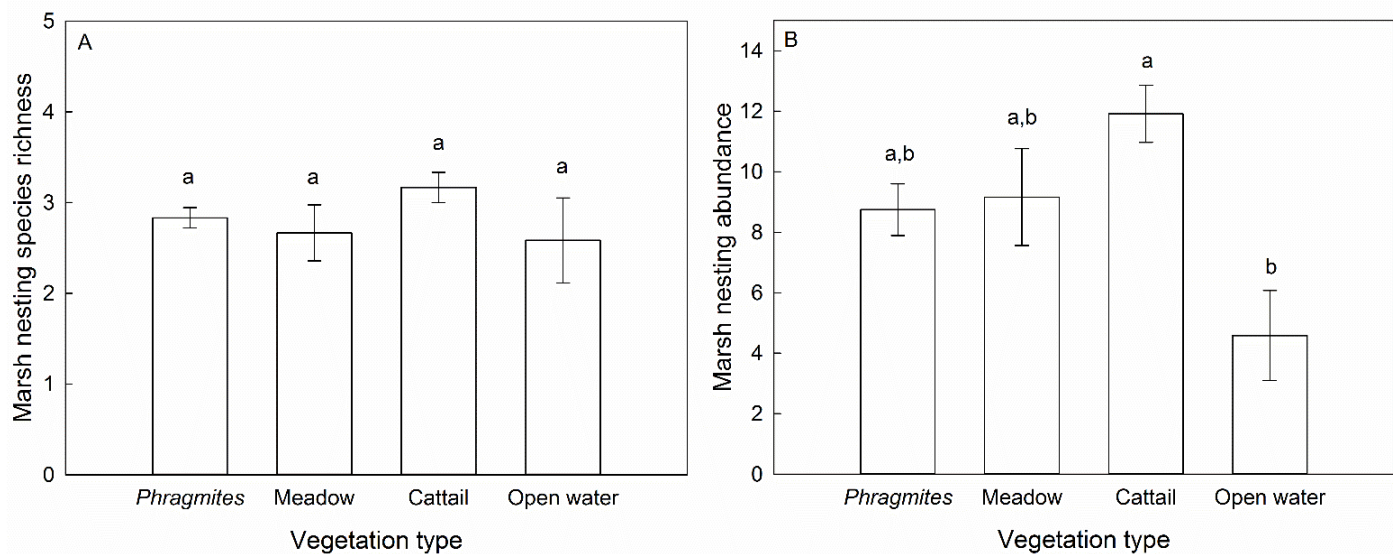 A
Marsh nesting species richness
5
4
3
2
1
0
a
a
a
a
Phragmites Meadow Cattail Open water
Vegetation type
B
Marsh nesting abundance
14
12
10
8
6
4
2
0
a,b
a,b
a
b
Phragmites Meadow Cattail Open water
Vegetation type